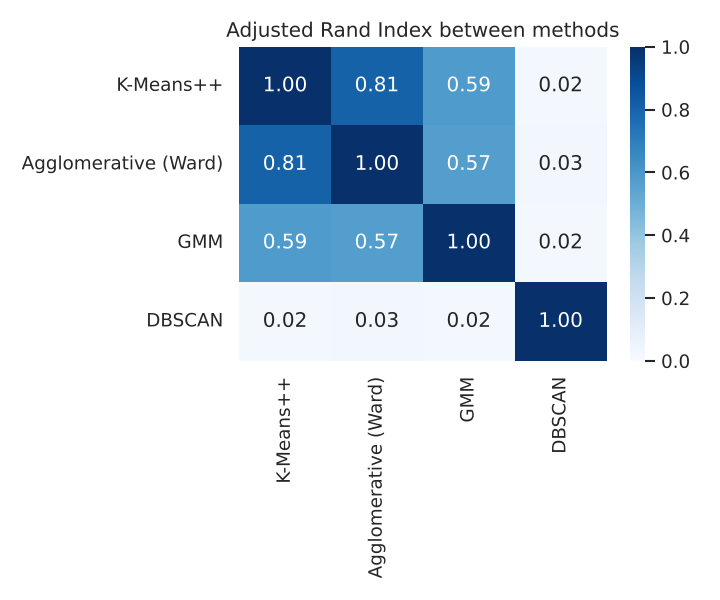 Adjusted Rand Index between methods
K-Means++ 1.00 0.81 0.59 0.02
Agglomerative (Ward) 0.81 1.00 0.57 0.03
GMM 0.59 0.57 1.00 0.02
DBSCAN 0.02 0.03 0.02 1.00
K-Means++
Agglomerative (Ward)
GMM
DBSCAN
1.0
0.8
0.6
0.4
0.2
0.0